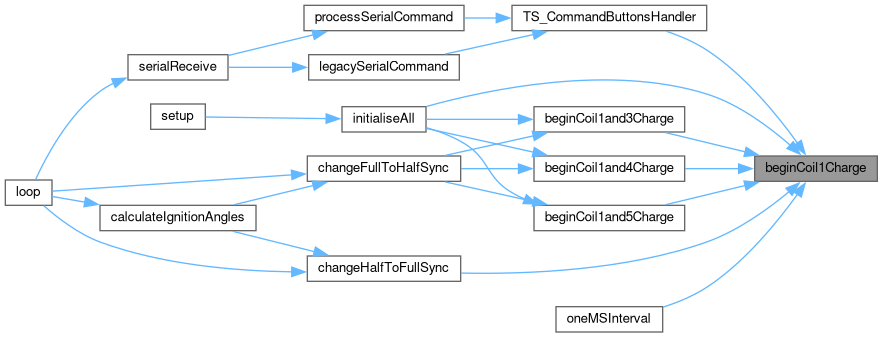 processSerialCommand
TS_CommandButtonsHandler
serialReceive
legacySerialCommand
setup
initialiseAll
beginCoil1and3Charge
changeFullToHalfSync
beginCoil1and4Charge
beginCoil1Charge
loop
calculateIgnitionAngles
beginCoil1and5Charge
changeHalfToFullSync
oneMSInterval